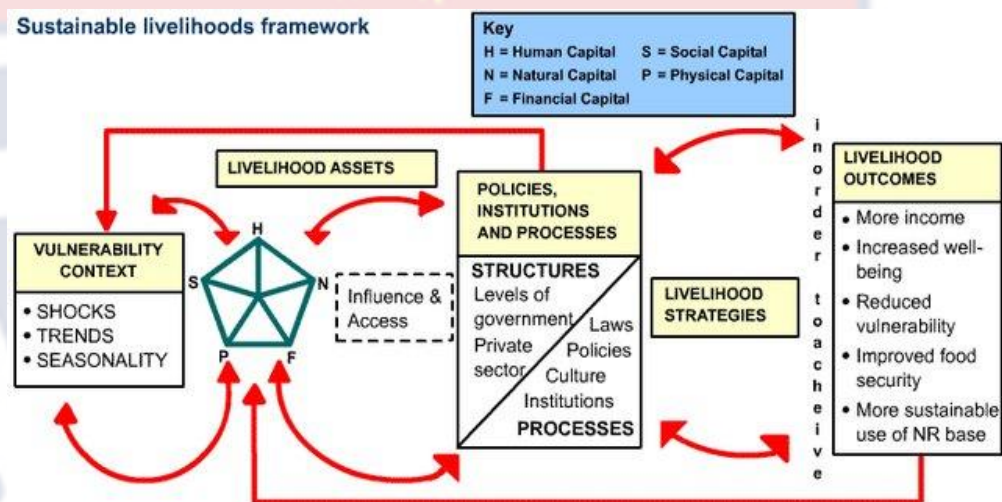 Sustainable livelihoods framework
Key
H = Human Capital S = Social Capital
N = Natural Capital P = Physical Capital
F = Financial Capital
LIVELIHOOD ASSETS
VULNERABILITY
CONTEXT
• SHOCKS
• TRENDS
• SEASONALITY
H
S
N
P
F
Influence &
Access
POLICIES,
INSTITUTIONS
AND PROCESSES
STRUCTURES
Levels of
government
Private
sector
Laws
Policies
Culture
Institutions
PROCESSES
LIVELIHOOD
STRATEGIES
inorder toacheive
LIVELIHOOD
OUTCOMES
• More income
• Increased well-
being
• Reduced
vulnerability
• Improved food
security
• More sustainable
use of NR base